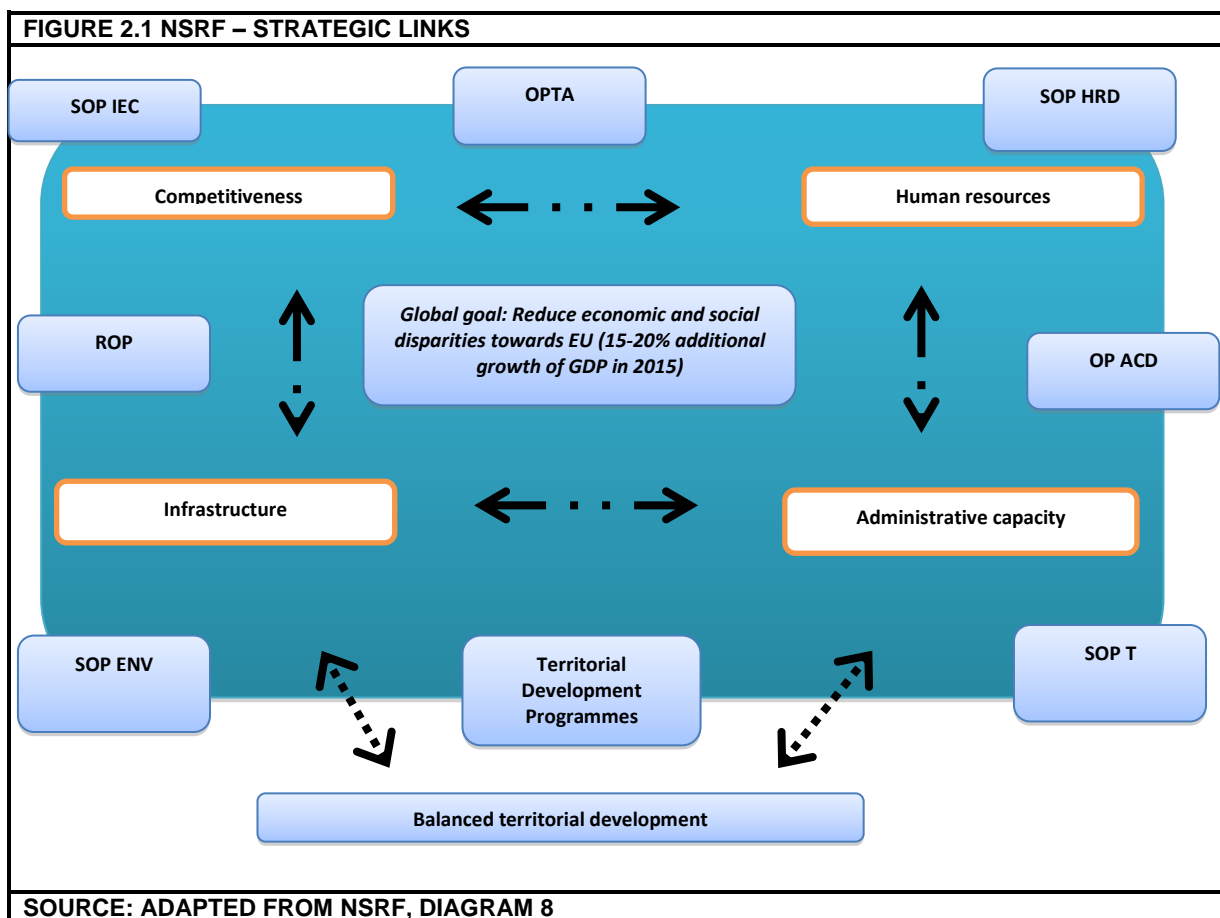 FIGURE 2.1 NSRF – STRATEGIC LINKS
SOP IEC
OPTA
SOP HRD
Competitiveness
Human resources
Global goal: Reduce economic and social
disparities towards EU (15-20% additional
growth of GDP in 2015)
ROP
OP ACD
Infrastructure
Administrative capacity
SOP ENV
Territorial
Development
Programmes
SOP T
Balanced territorial development
SOURCE: ADAPTED FROM NSRF, DIAGRAM 8